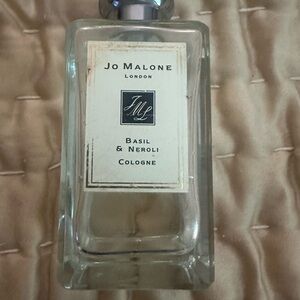 JO MALONE
LONDON
JML
BASIL
& NEROLI
COLOGNE